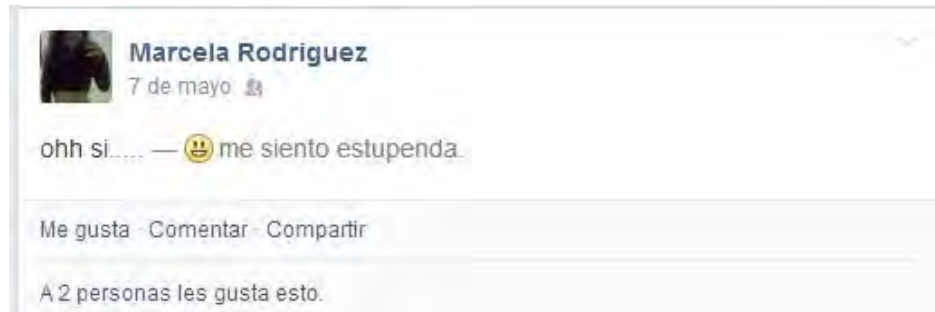 Marcela Rodriguez
7 de mayo
ohh si..... — me siento estupenda.
Me gusta · Comentar · Compartir
A 2 personas les gusta esto.